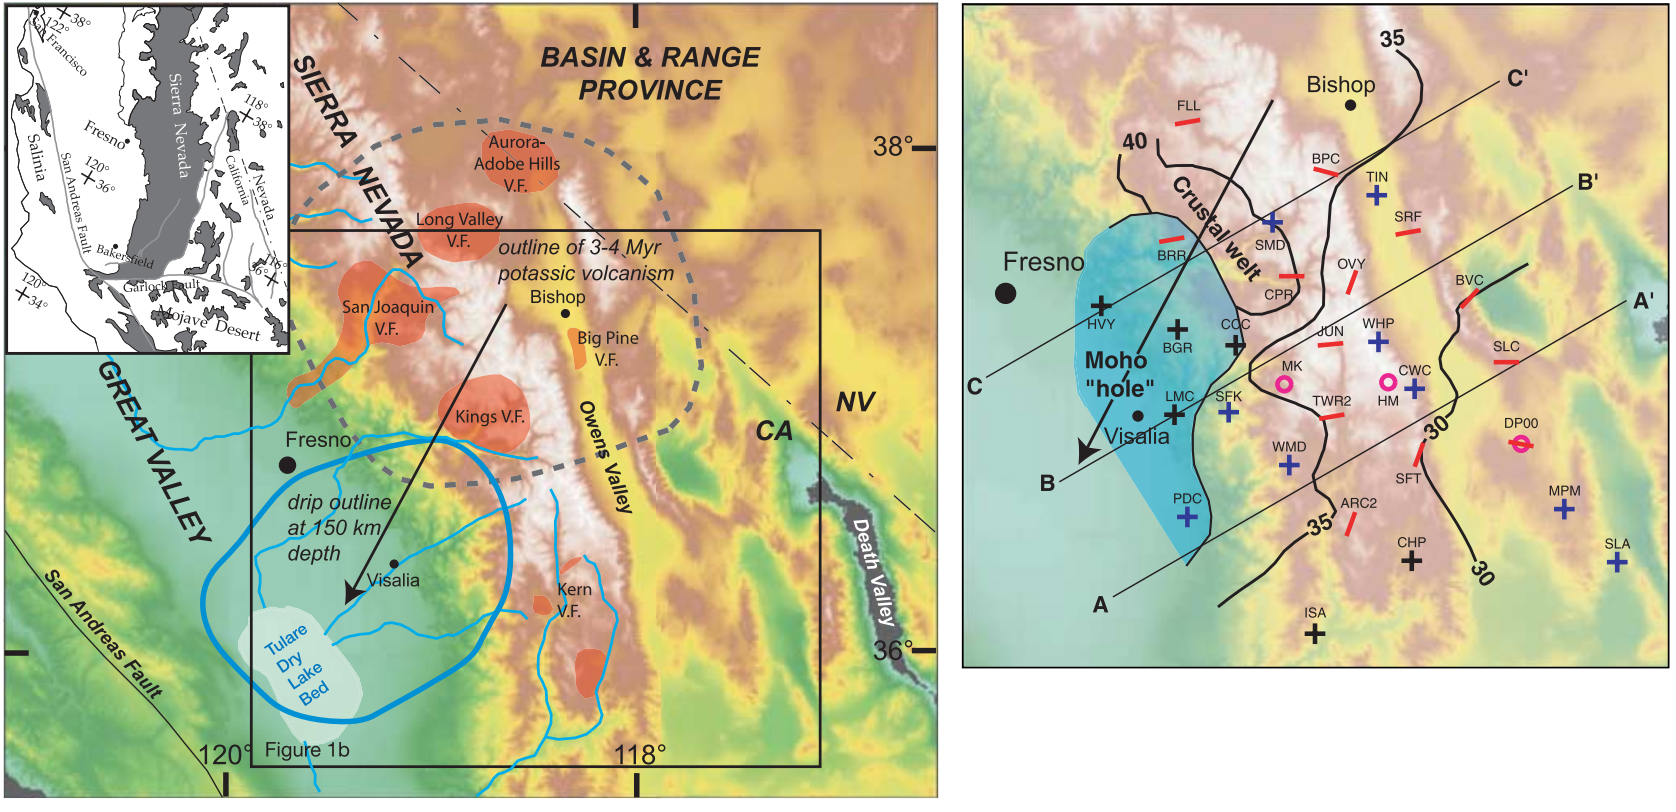 38°
122°
San Francisco
Sierra Nevada
118°
38°
Fresno
Salinia
120°
36°
San Andreas Fault
California
Nevada
Bakersfield
116°
36°
120°
34°
Garlock Fault
Mojave Desert
SIERRA NEVADA
BASIN & RANGE
PROVINCE
38°
Aurora-
Adobe Hills
V.F.
Long Valley
V.F.
outline of 3-4 Myr
potassic volcanism
Bishop
San Joaquin
V.F.
Big Pine
V.F.
GREAT VALLEY
Kings V.F.
Owens Valley
NV
CA
Fresno
drip outline
at 150 km
depth
Visalia
Kern
V.F.
Death Valley
San Andreas Fault
Tulare
Dry
Lake
Bed
36°
120°
Figure 1b
118°
35
C'
Bishop
FLL
40
BPC
TIN
B'
Crustal welt
SRF
SMD
BRR
Fresno
OVY
CPR
BVC
A'
HVY
BGR
CCC
JUN
WHP
SLC
Moho
"hole"
MK
C
CWC
HM
LMC
SFK
TWR2
Visalia
30
DP00
WMD
SFT
B
PDC
ARC2
MPM
35
CHP
SLA
30
A
ISA